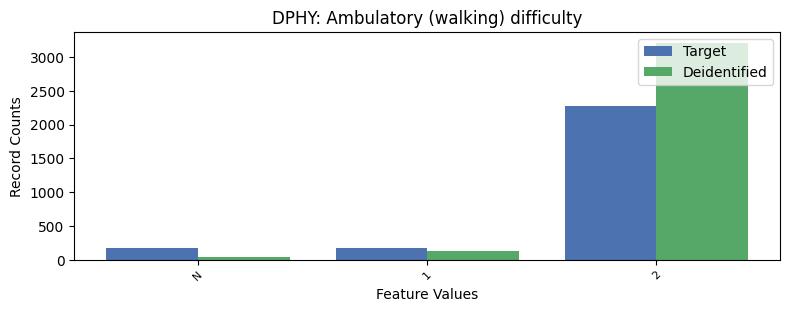 DPHY: Ambulatory (walking) difficulty
Target
Deidentified
Record Counts
3000
2500
2000
1500
1000
500
0
N
1
2
Feature Values